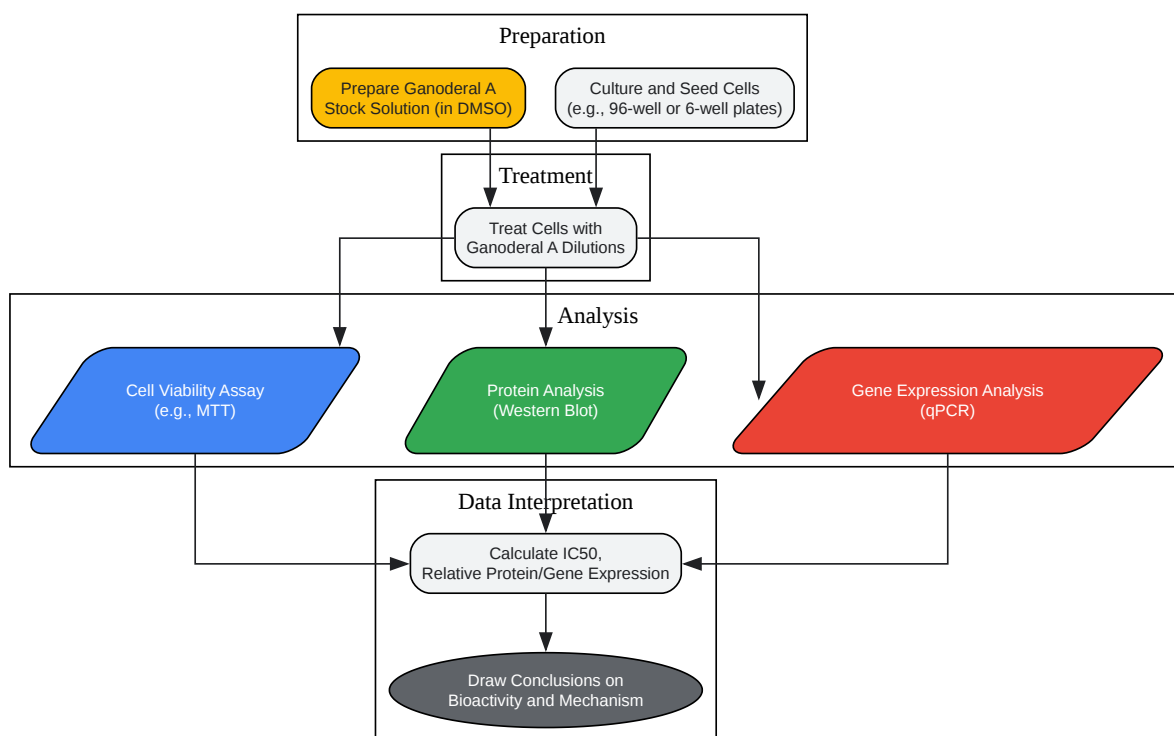 Preparation
Prepare Ganoderal A
Stock Solution (in DMSO)
Culture and Seed Cells
(e.g., 96-well or 6-well plates)
Treatment
Treat Cells with
Ganoderal A Dilutions
Analysis
Cell Viability Assay
(e.g., MTT)
Protein Analysis
(Western Blot)
Gene Expression Analysis
(qPCR)
Data Interpretation
Calculate IC50,
Relative Protein/Gene Expression
Draw Conclusions on
Bioactivity and Mechanism